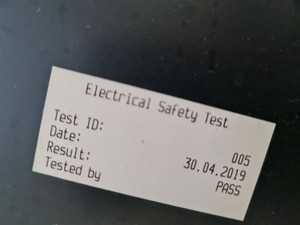 Electrical Safety Test
Test ID: 005
Date: 30.04.2019
Result: PASS
Tested by